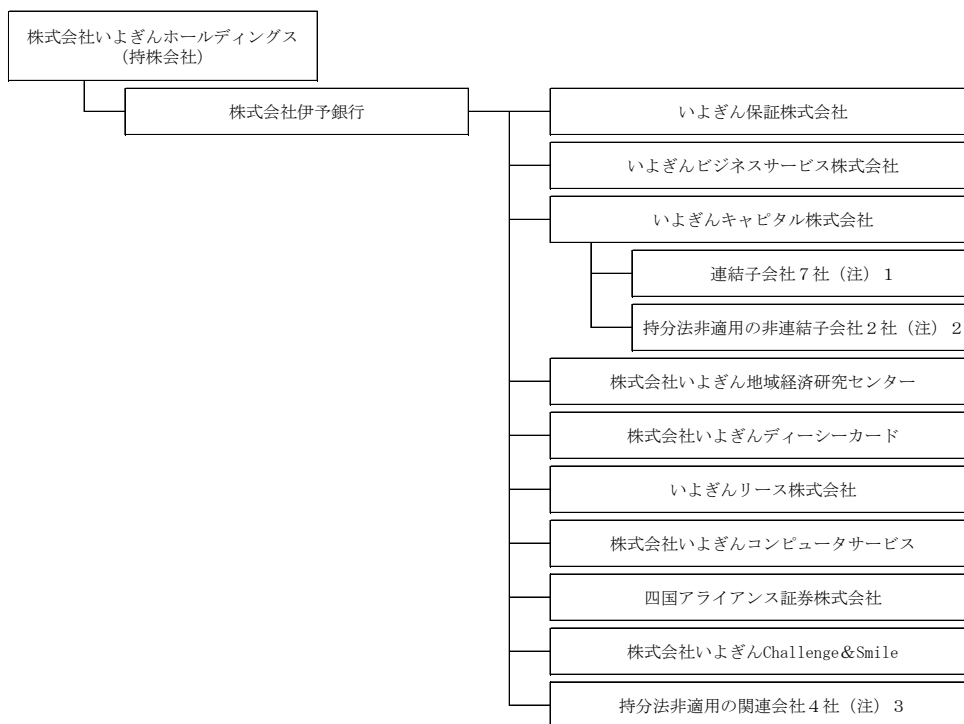 株式会社いよぎんホールディングス
(持株会社)
株式会社伊予銀行
いよぎん保証株式会社
いよぎんビジネスサービス株式会社
いよぎんキャピタル株式会社
連結子会社７社（注）１
持分法非適用の非連結子会社２社（注）２
株式会社いよぎん地域経済研究センター
株式会社いよぎんディーシーカード
いよぎんリース株式会社
株式会社いよぎんコンピュータサービス
四国アライアンス証券株式会社
株式会社いよぎんChallenge＆Smile
持分法非適用の関連会社４社（注）３